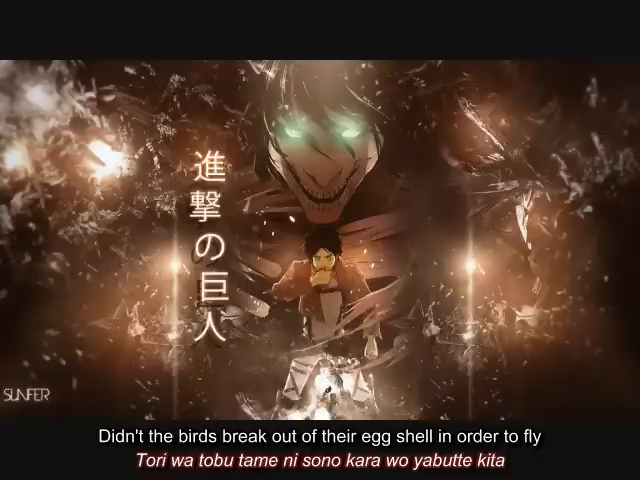 進撃の巨人
SUNFER
Didn't the birds break out of their egg shell in order to fly
Tori wa tobu tame ni sono kara wo yabutte kita